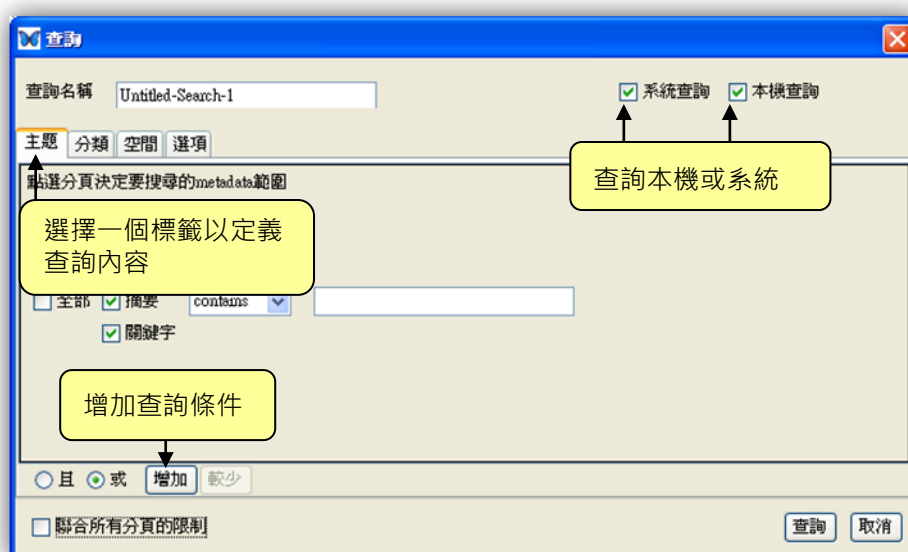 查詢
查詢名稱 Untitled-Search-1 系統查詢 本機查詢
主題 分類 空間 選項
查詢本機或系統
點選分頁決定要搜尋的metadata範圍
選擇一個標籤以定義
查詢內容
全部 摘要 contains
關鍵字
增加查詢條件
且 或 增加 較少
聯合所有分頁的限制 查詢 取消